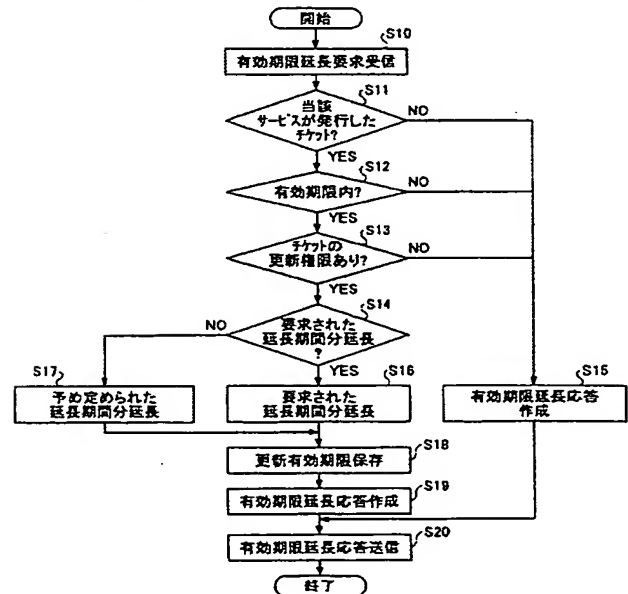 開始
S10
有効期限延長要求受信
S11
当該
サービスが発行した
チケット?
NO
YES
S12
有効期限内?
NO
YES
S13
チケットの
更新権限あり?
NO
YES
S14
要求された
延長期間分延長
?
NO
YES
S17
予め定められた
延長期間分延長
S16
要求された
延長期間分延長
S15
有効期限延長応答
作成
S18
更新有効期限保存
S19
有効期限延長応答作成
S20
有効期限延長応答送信
終了